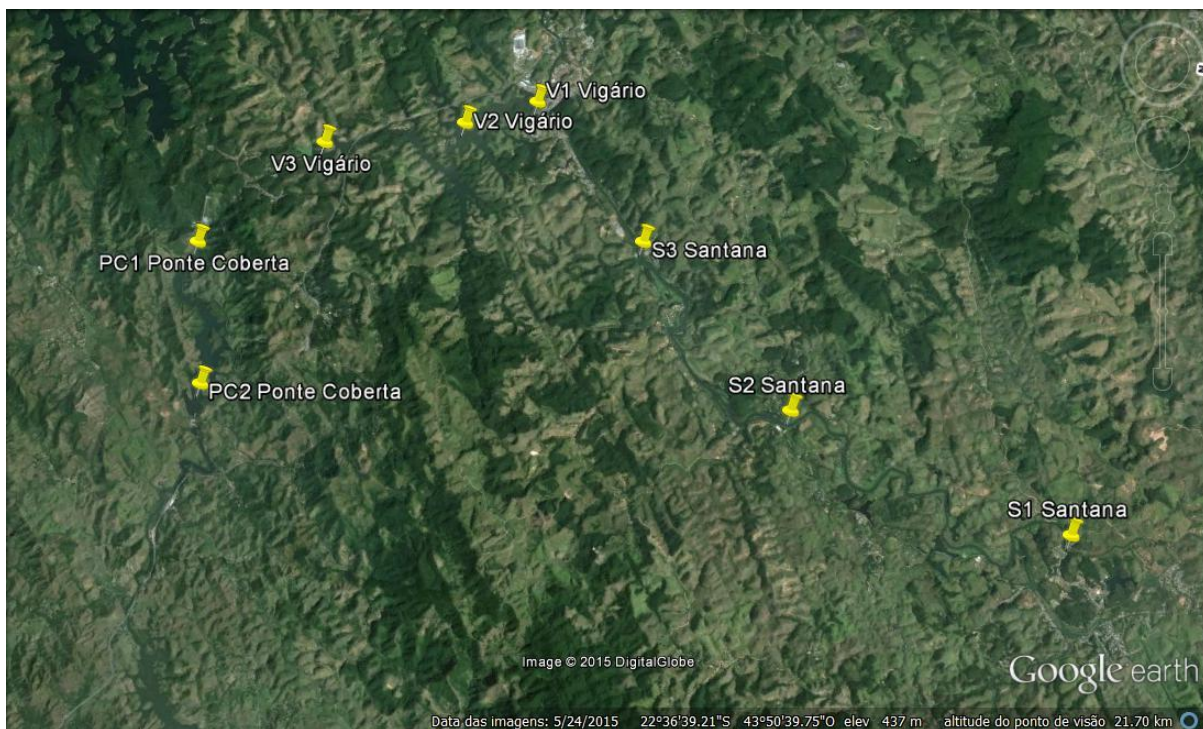 V1 Vigário
V2 Vigário
V3 Vigário
S3 Santana
PC1 Ponte Coberta
PC2 Ponte Coberta
S2 Santana
S1 Santana
Image © 2015 DigitalGlobe
Google earth
Data das imagens: 5/24/2015 22°36'39.21"S 43°50'39.75"O elev 437 m altitude do ponto de visão 21.70 km